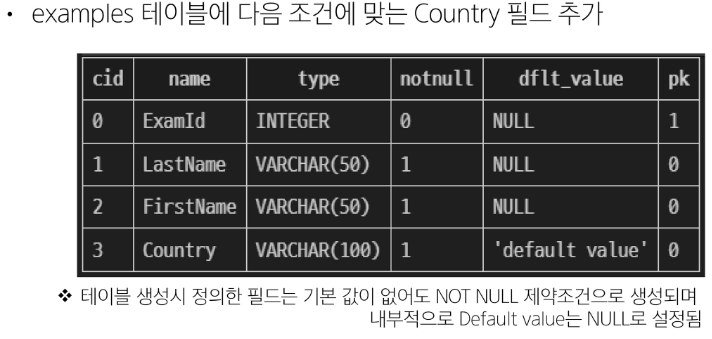 • examples 테이블에 다음 조건에 맞는 Country 필드 추가
cid name type notnull dflt_value pk
0 ExamId INTEGER 0 NULL 1
1 LastName VARCHAR(50) 1 NULL 0
2 FirstName VARCHAR(50) 1 NULL 0
3 Country VARCHAR(100) 1 'default value' 0
❖ 테이블 생성시 정의한 필드는 기본 값이 없어도 NOT NULL 제약조건으로 생성되며
내부적으로 Default value는 NULL로 설정됨